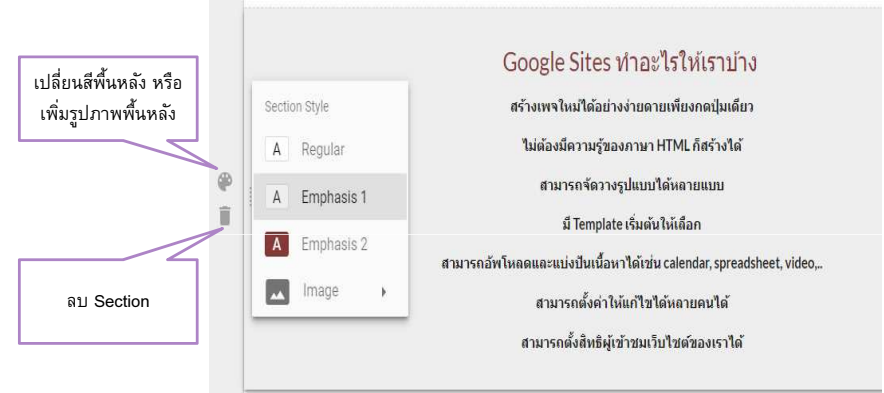 เปลี่ยนสีพื้นหลัง หรือ
เพิ่มรูปภาพพื้นหลัง
ลบ Section
Section Style
A Regular
A Emphasis 1
A Emphasis 2
Image
Google Sites ทำอะไรให้เราบ้าง
สร้างเพจใหม่ได้อย่างง่ายดายเพียงกดปุ่มเดียว
ไม่ต้องมีความรู้ของภาษา HTML ก็สร้างได้
สามารถจัดวางรูปแบบได้หลายแบบ
มี Template เริ่มต้นให้เลือก
สามารถอัพโหลดและแบ่งปันเนื้อหาได้เช่น calendar, spreadsheet, video,..
สามารถตั้งค่าให้แก้ไขได้หลายคนได้
สามารถตั้งสิทธิผู้เข้าชมเว็บไซต์ของเราได้